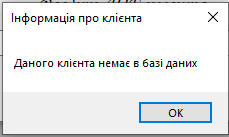 Інформація про клієнта
Даного клієнта немає в базі даних
OK